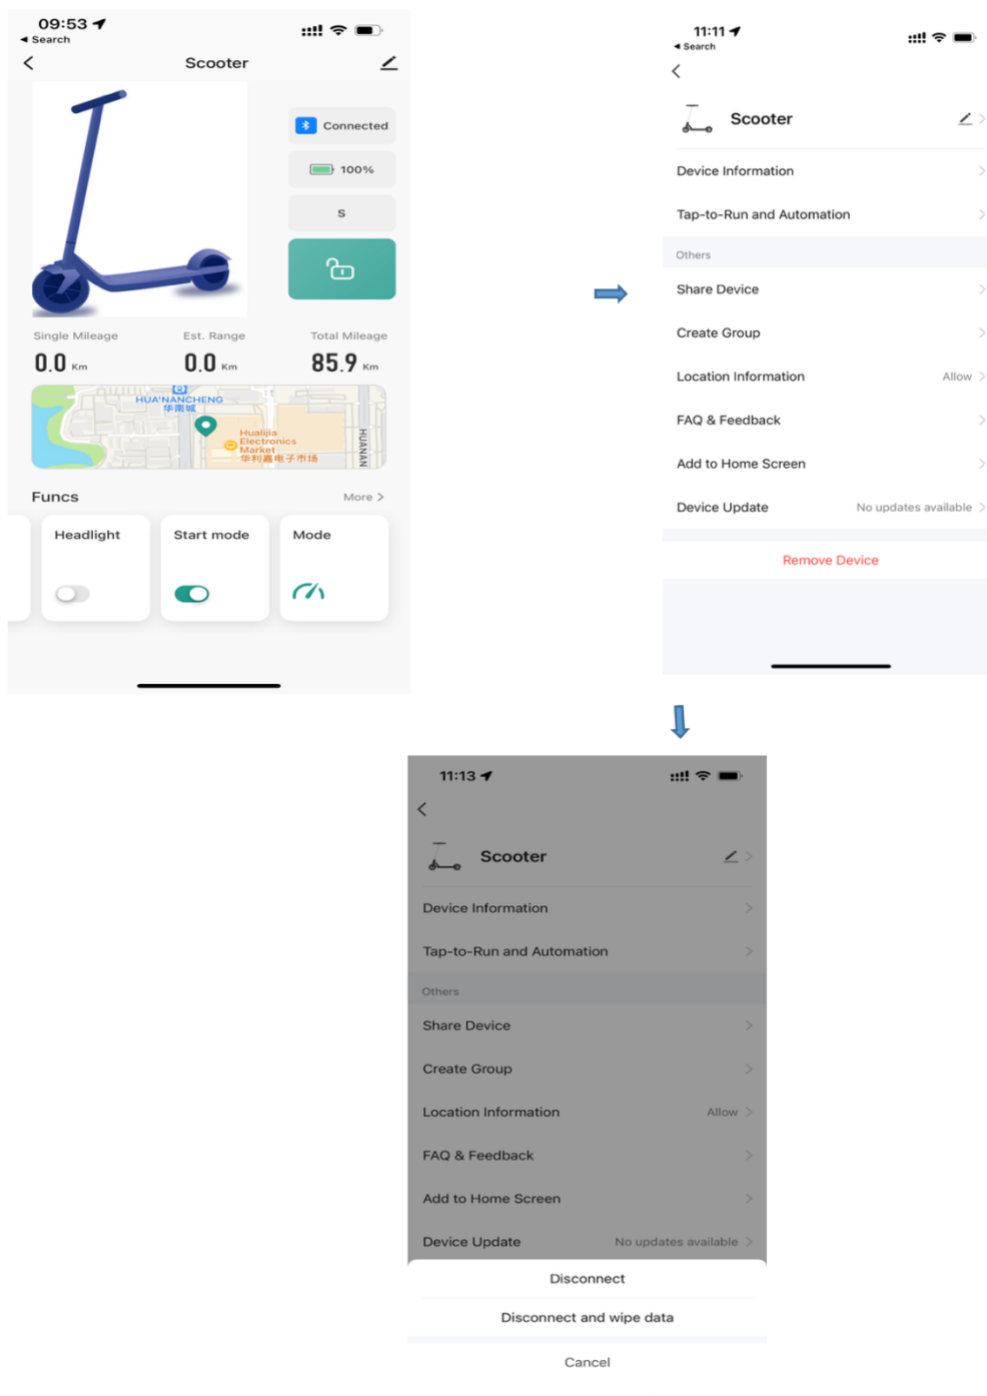 09:53
◀ Search
Scooter
Connected
100%
S
Single Mileage
Est. Range
Total Mileage
0.0 Km
0.0 Km
85.9 Km
HUA'NANCHENG
华南城
Hualijia
Electronics
Market
华利嘉电子市场
HUANAN
Funcs
More >
Headlight
Start mode
Mode
11:11
◀ Search
Scooter
Device Information
Tap-to-Run and Automation
Others
Share Device
Create Group
Location Information
Allow
FAQ & Feedback
Add to Home Screen
Device Update
No updates available
Remove Device
11:13
Scooter
Device Information
Tap-to-Run and Automation
Others
Share Device
Create Group
Location Information
Allow
FAQ & Feedback
Add to Home Screen
Device Update
No updates available
Disconnect
Disconnect and wipe data
Cancel